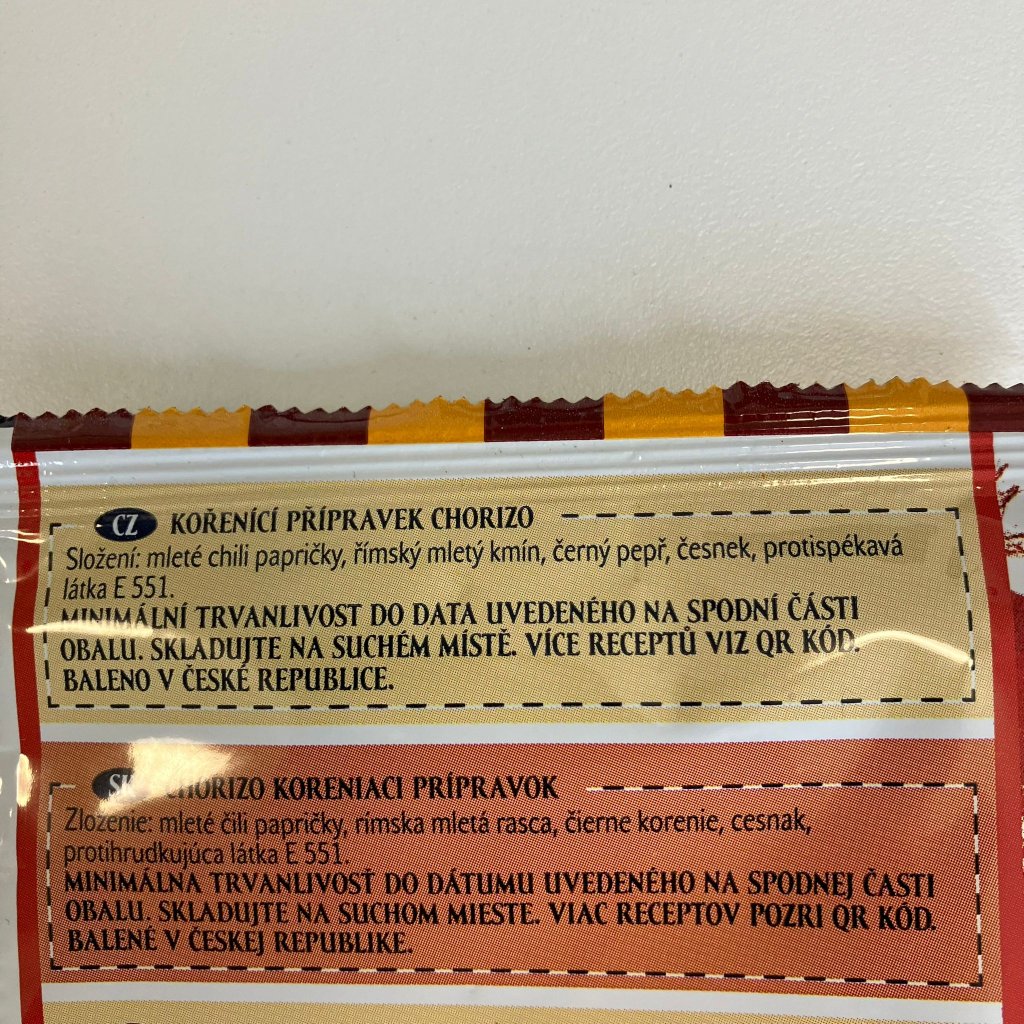 CZ KOŘENÍCÍ PŘÍPRAVEK CHORIZO
Složení: mleté chili papričky, římský mletý kmín, černý pepř, česnek, protispékavá
látka E 551.
MINIMÁLNÍ TRVANLIVOST DO DATA UVEDENÉHO NA SPODNÍ ČÁSTI
OBALU. SKLADUJTE NA SUCHÉM MÍSTĚ. VÍCE RECEPTŮ VIZ QR KÓD.
BALENO V ČESKÉ REPUBLICE.
SK CHORIZO KORENIACI PRÍPRAVOK
Zloženie: mleté čili papričky, rímska mletá rasca, čierne korenie, cesnak,
protihrudkujúca látka E 551.
MINIMÁLNA TRVANLIVOSŤ DO DÁTUMU UVEDENÉHO NA SPODNEJ ČASTI
OBALU. SKLADUJTE NA SUCHOM MIESTE. VIAC RECEPTOV POZRI QR KÓD.
BALENÉ V ČESKEJ REPUBLIKE.